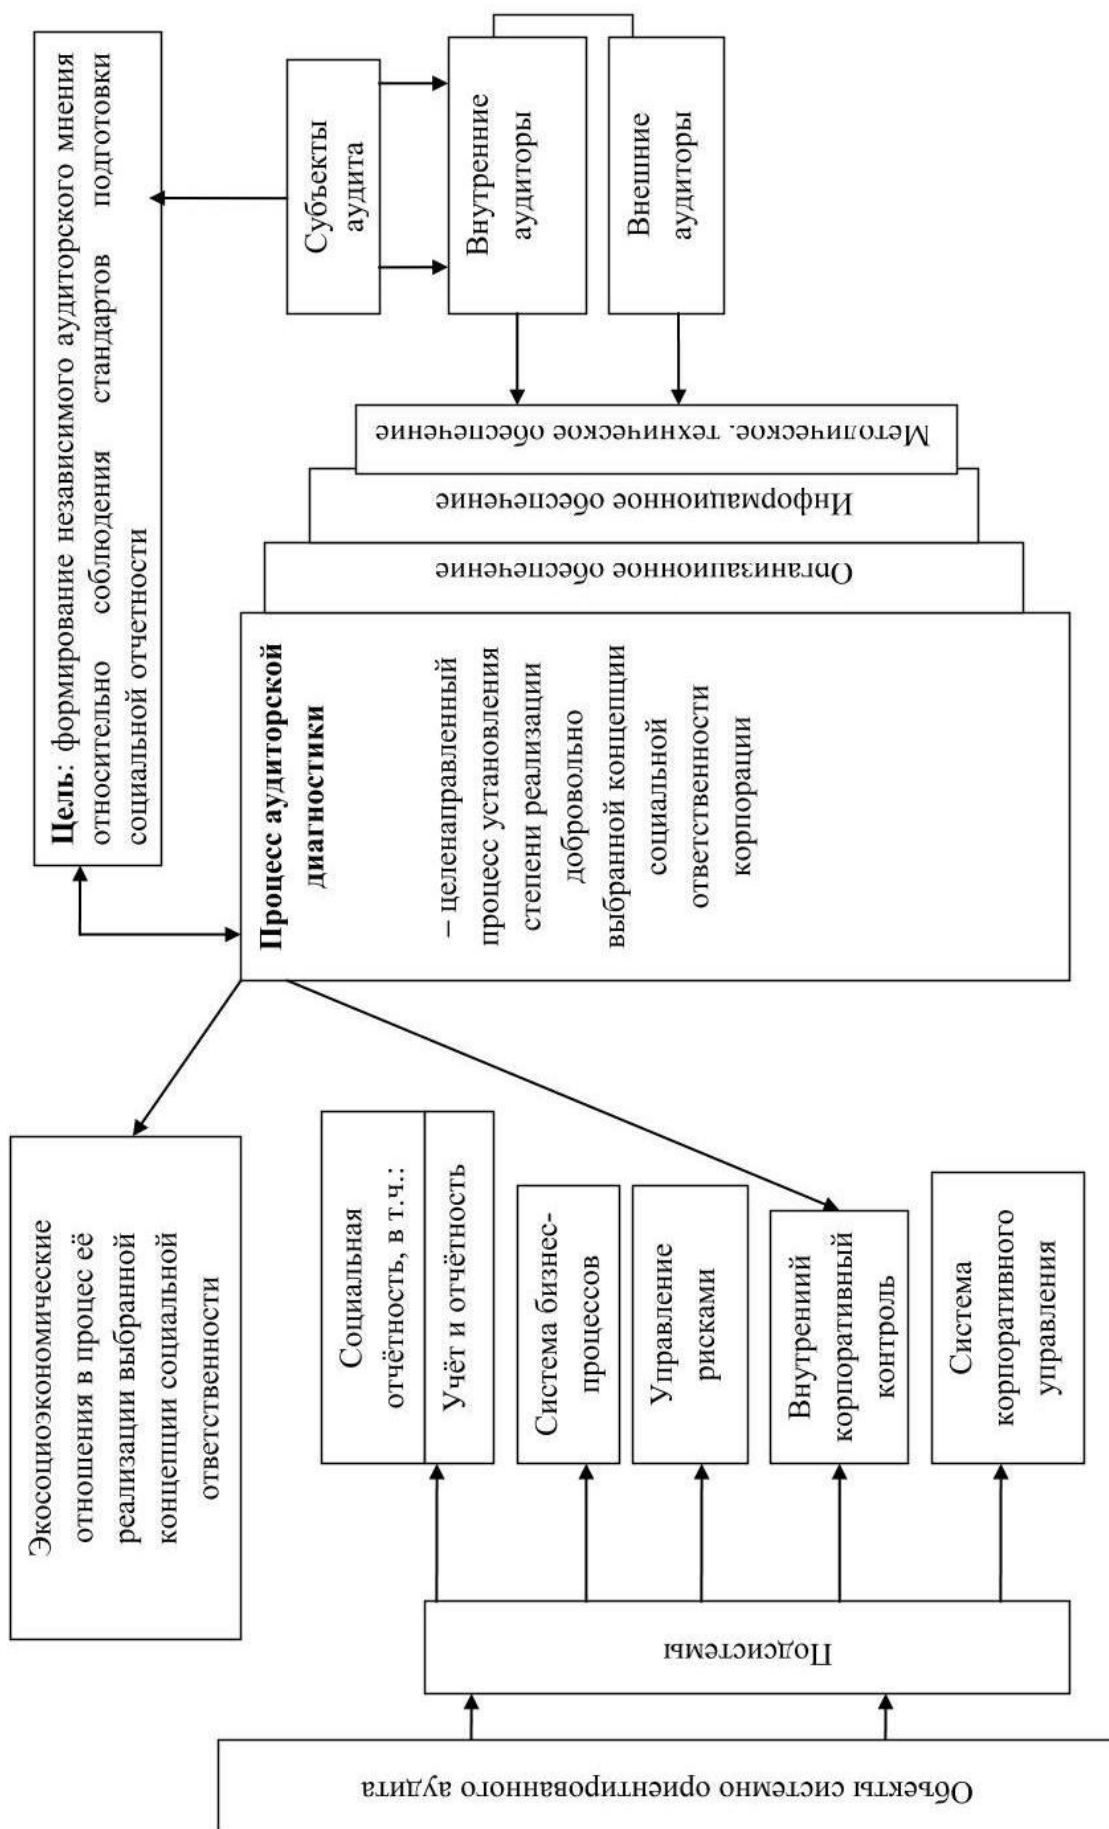 Цель: формирование независимого аудиторского мнения
относительно соблюдения стандартов подготовки
социальной отчетности
Субъекты
аудита
Внутренние
аудиторы
Внешние
аудиторы
Процесс аудиторской
диагностики
– целенаправленный
процесс установления
степени реализации
добровольно
выбранной концепции
социальной
ответственности
корпорации
Организационное обеспечение
Информационное обеспечение
Методическое. техническое обеспечение
Экосоциоэкономические
отношения в процес её
реализации выбранной
концепции социальной
ответственности
Социальная
отчётность, в т.ч.:
Учёт и отчётность
Система бизнес-
процессов
Управление
рисками
Внутрениий
корпоративный
контроль
Система
корпоративного
управления
Подсистемы
Объекты системно ориентированного аудита